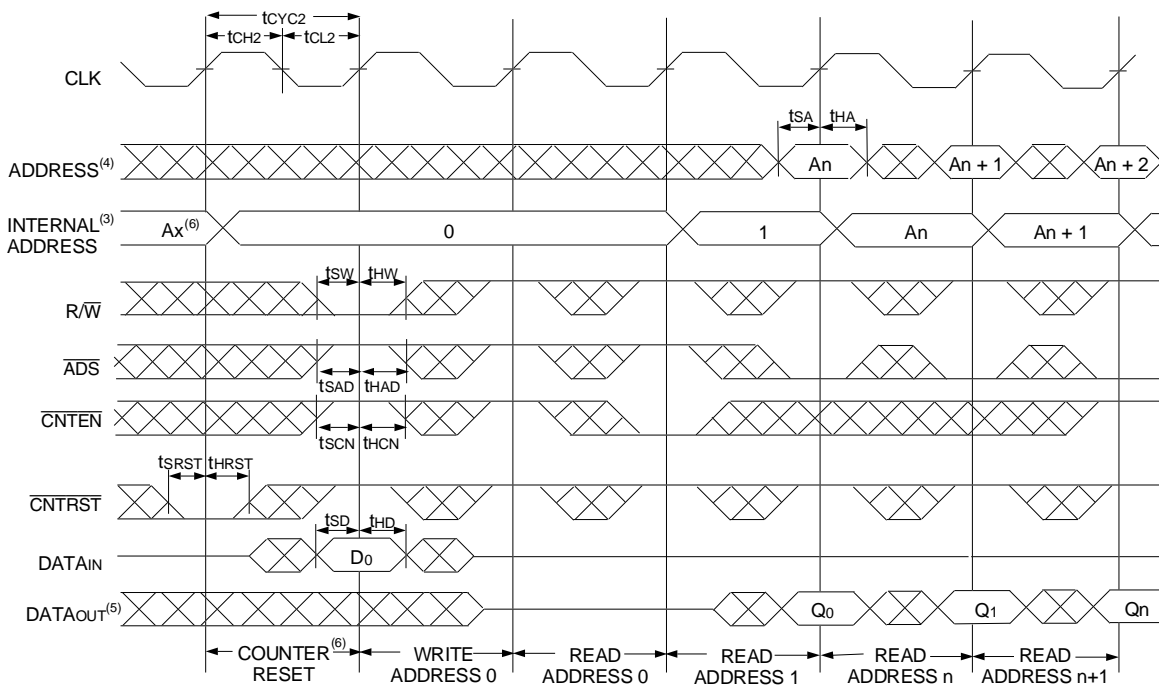 tCYC2
tCH2 tCL2
CLK
tSA tHA
ADDRESS(4) An An + 1 An + 2
INTERNAL(3)
ADDRESS
Ax(6) 0 1 An An + 1
tSW tHW
R/W̅
A̅D̅S̅
tSAD tHAD
C̅N̅T̅E̅N̅
tSCN tHCN
tSRST tHRST
C̅N̅T̅R̅S̅T̅
tSD tHD
DATAIN D0
DATAOUT(5) Q0 Q1 Qn
COUNTER(6)
RESET
WRITE
ADDRESS 0
READ
ADDRESS 0
READ
ADDRESS 1
READ
ADDRESS n
READ
ADDRESS n+1